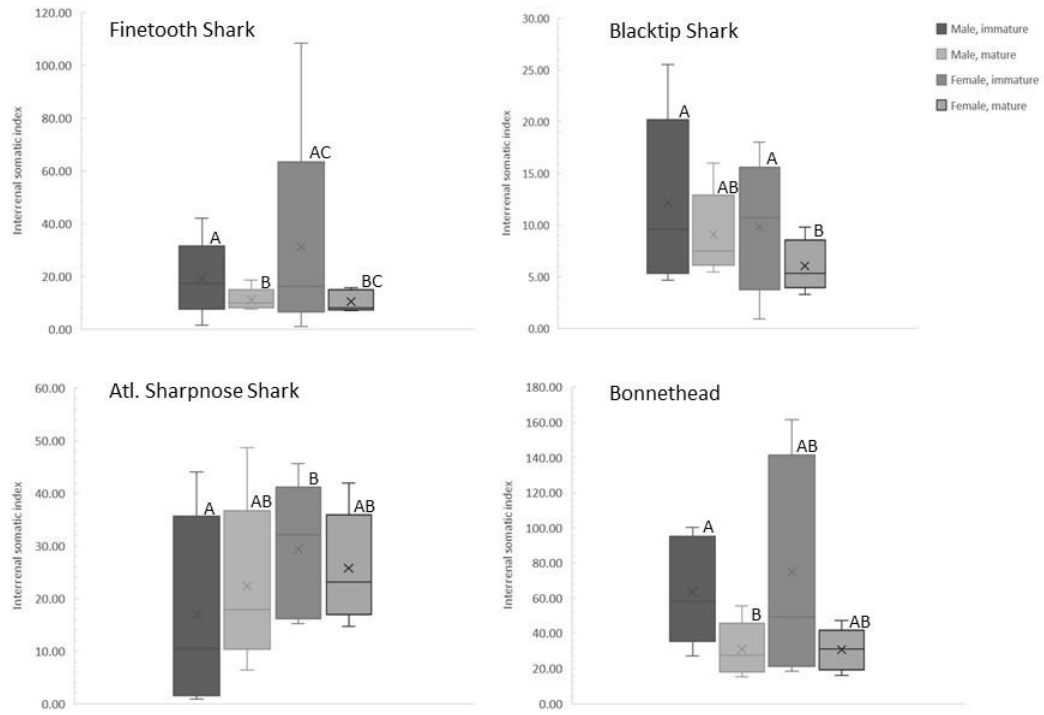 Finetooth Shark
Interrenal somatic index
120.00
100.00
80.00
60.00
40.00
20.00
0.00
A
B
AC
BC
Blacktip Shark
Interrenal somatic index
30.00
25.00
20.00
15.00
10.00
5.00
0.00
A
AB
A
B
Male, immature
Male, mature
Female, immature
Female, mature
Atl. Sharpnose Shark
Interrenal somatic index
60.00
50.00
40.00
30.00
20.00
10.00
0.00
A
AB
B
AB
Bonnethead
Interrenal somatic index
180.00
160.00
140.00
120.00
100.00
80.00
60.00
40.00
20.00
0.00
A
B
AB
AB